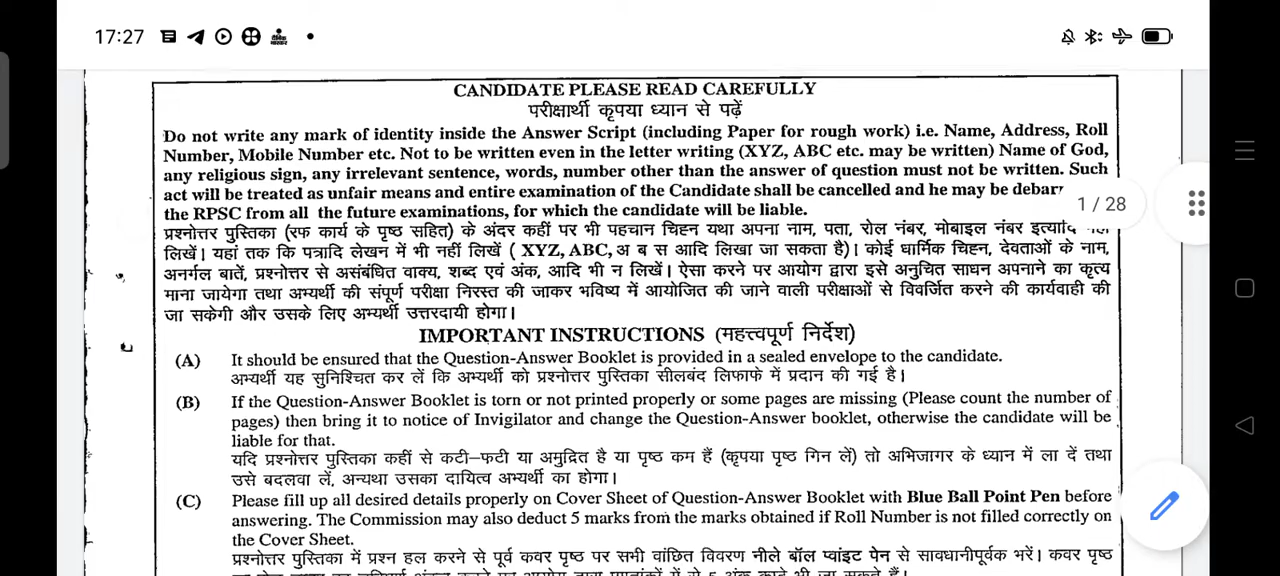 17:27
CANDIDATE PLEASE READ CAREFULLY
परीक्षार्थी कृपया ध्यान से पढ़ें
Do not write any mark of identity inside the Answer Script (including Paper for rough work) i.e. Name, Address, Roll
Number, Mobile Number etc. Not to be written even in the letter writing (XYZ, ABC etc. may be written) Name of God,
any religious sign, any irrelevant sentence, words, number other than the answer of question must not be written. Such
act will be treated as unfair means and entire examination of the Candidate shall be cancelled and he may be debar
1 / 28
the RPSC from all the future examinations, for which the candidate will be liable.
प्रश्नोत्तर पुस्तिका (रफ कार्य के पृष्ठ सहित) के अंदर कहीं पर भी पहचान चिह्न यथा अपना नाम, पता, रोल नंबर, मोबाइल नंबर इत्यादि
लिखें। यहां तक कि पत्रादि लेखन में भी नहीं लिखें ( XYZ, ABC, अ ब स आदि लिखा जा सकता है)। कोई धार्मिक चिह्न, देवताओं के नाम,
अनर्गल बातें, प्रश्नोत्तर से असंबंधित वाक्य, शब्द एवं अंक, आदि भी न लिखें। ऐसा करने पर आयोग द्वारा इसे अनुचित साधन अपनाने का कृत्य
माना जायेगा तथा अभ्यर्थी की संपूर्ण परीक्षा निरस्त की जाकर भविष्य में आयोजित की जाने वाली परीक्षाओं से विवर्जित करने की कार्यवाही की
जा सकेगी और उसके लिए अभ्यर्थी उत्तरदायी होगा।
IMPORTANT INSTRUCTIONS (महत्त्वपूर्ण निर्देश)
(A) It should be ensured that the Question-Answer Booklet is provided in a sealed envelope to the candidate.
अभ्यर्थी यह सुनिश्चित कर लें कि अभ्यर्थी को प्रश्नोत्तर पुस्तिका सीलबंद लिफाफे में प्रदान की गई है।
(B) If the Question-Answer Booklet is torn or not printed properly or some pages are missing (Please count the number of
pages) then bring it to notice of Invigilator and change the Question-Answer booklet, otherwise the candidate will be
liable for that.
यदि प्रश्नोत्तर पुस्तिका कहीं से कटी–फटी या अमुद्रित है या पृष्ठ कम हैं (कृपया पृष्ठ गिन लें) तो अभिजागर के ध्यान में ला दें तथा
उसे बदलवा लें, अन्यथा उसका दायित्व अभ्यर्थी का होगा।
(C) Please fill up all desired details properly on Cover Sheet of Question-Answer Booklet with Blue Ball Point Pen before
answering. The Commission may also deduct 5 marks from the marks obtained if Roll Number is not filled correctly on
the Cover Sheet.
प्रश्नोत्तर पुस्तिका में प्रश्न हल करने से पूर्व कवर पृष्ठ पर सभी वांछित विवरण नीले बॉल प्वाइंट पेन से सावधानीपूर्वक भरें। कवर पृष्ठ